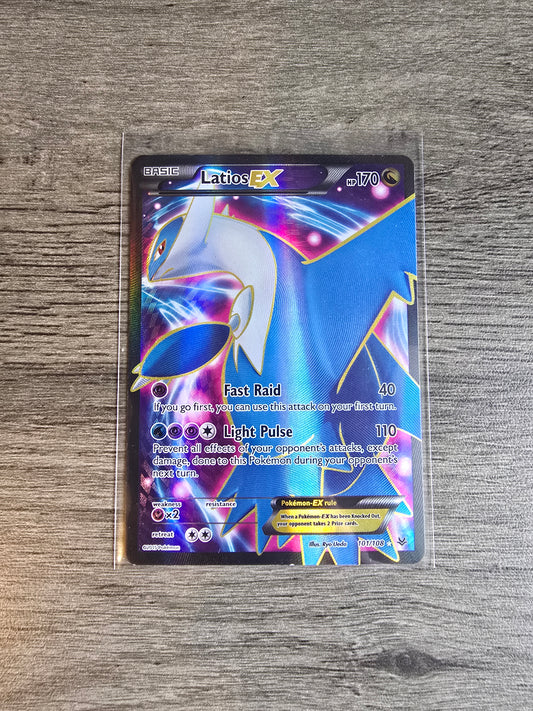 BASIC Latios EX HP170
Fast Raid 40
If you go first, you can use this attack on your first turn.
Light Pulse 110
Prevent all effects of your opponent's attacks, except
damage, done to this Pokémon during your opponent's
next turn.
weakness resistance
×2
retreat
Pokémon-EX rule
When a Pokémon-EX has been Knocked Out,
your opponent takes 2 Prize cards.
©2015 Pokémon Illus. Ryo Ueda 101/108